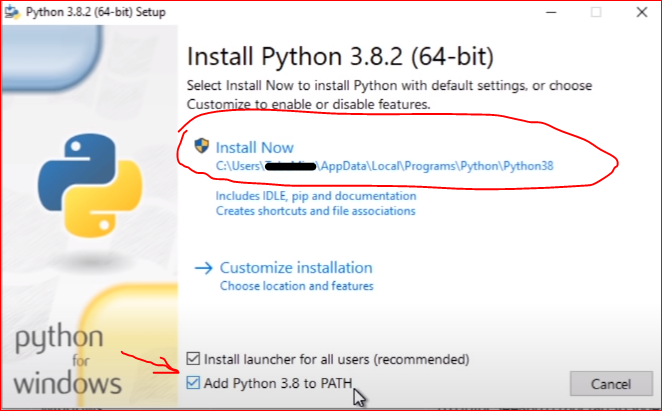 Python 3.8.2 (64-bit) Setup
Install Python 3.8.2 (64-bit)
Select Install Now to install Python with default settings, or choose
Customize to enable or disable features.
Install Now
C:\Users\ \AppData\Local\Programs\Python\Python38
Includes IDLE, pip and documentation
Creates shortcuts and file associations
Customize installation
Choose location and features
python
for
windows
Install launcher for all users (recommended)
Add Python 3.8 to PATH
Cancel